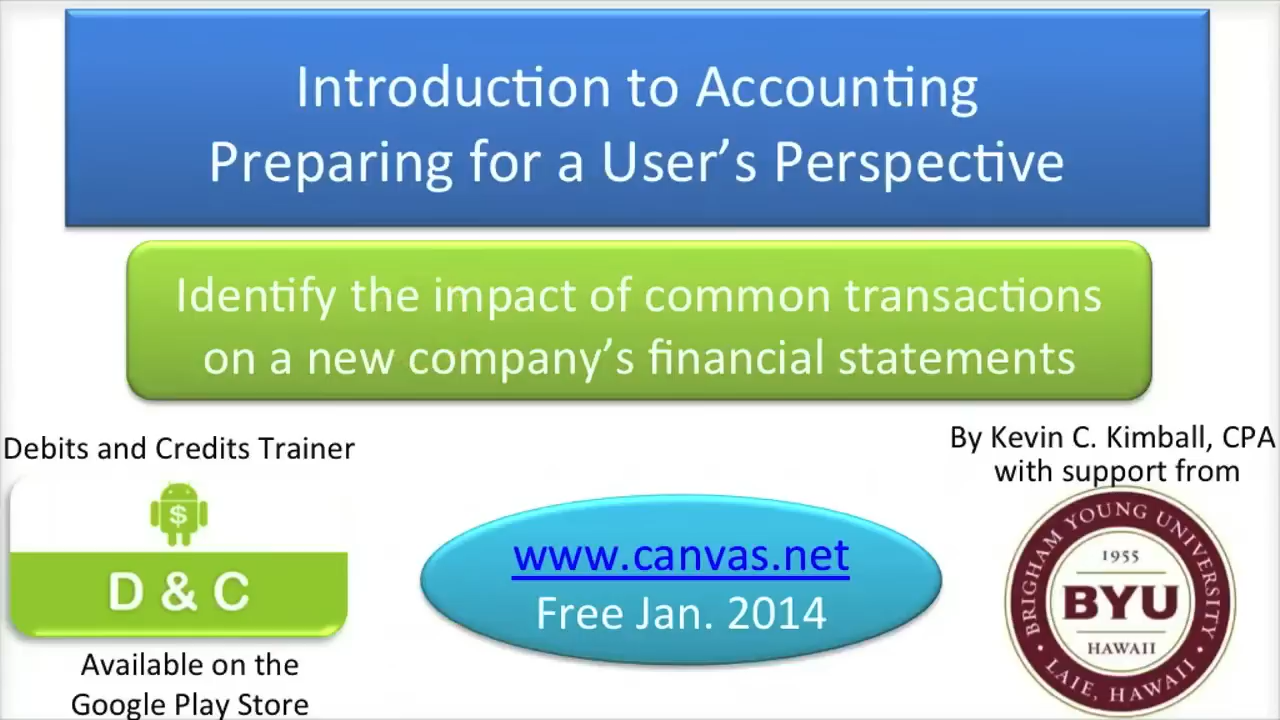 Introduction to Accounting
Preparing for a User's Perspective
Identify the impact of common transactions
on a new company's financial statements
Debits and Credits Trainer
$
D & C
Available on the
Google Play Store
www.canvas.net
Free Jan. 2014
By Kevin C. Kimball, CPA
with support from
BRIGHAM YOUNG UNIVERSITY
1955
BYU
HAWAII
• LAIE, HAWAII •